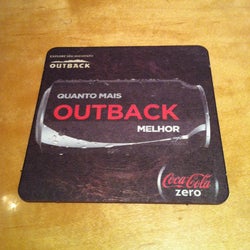 OUTBACK
QUANTO MAIS
OUTBACK
MELHOR
Coca-Cola
zero